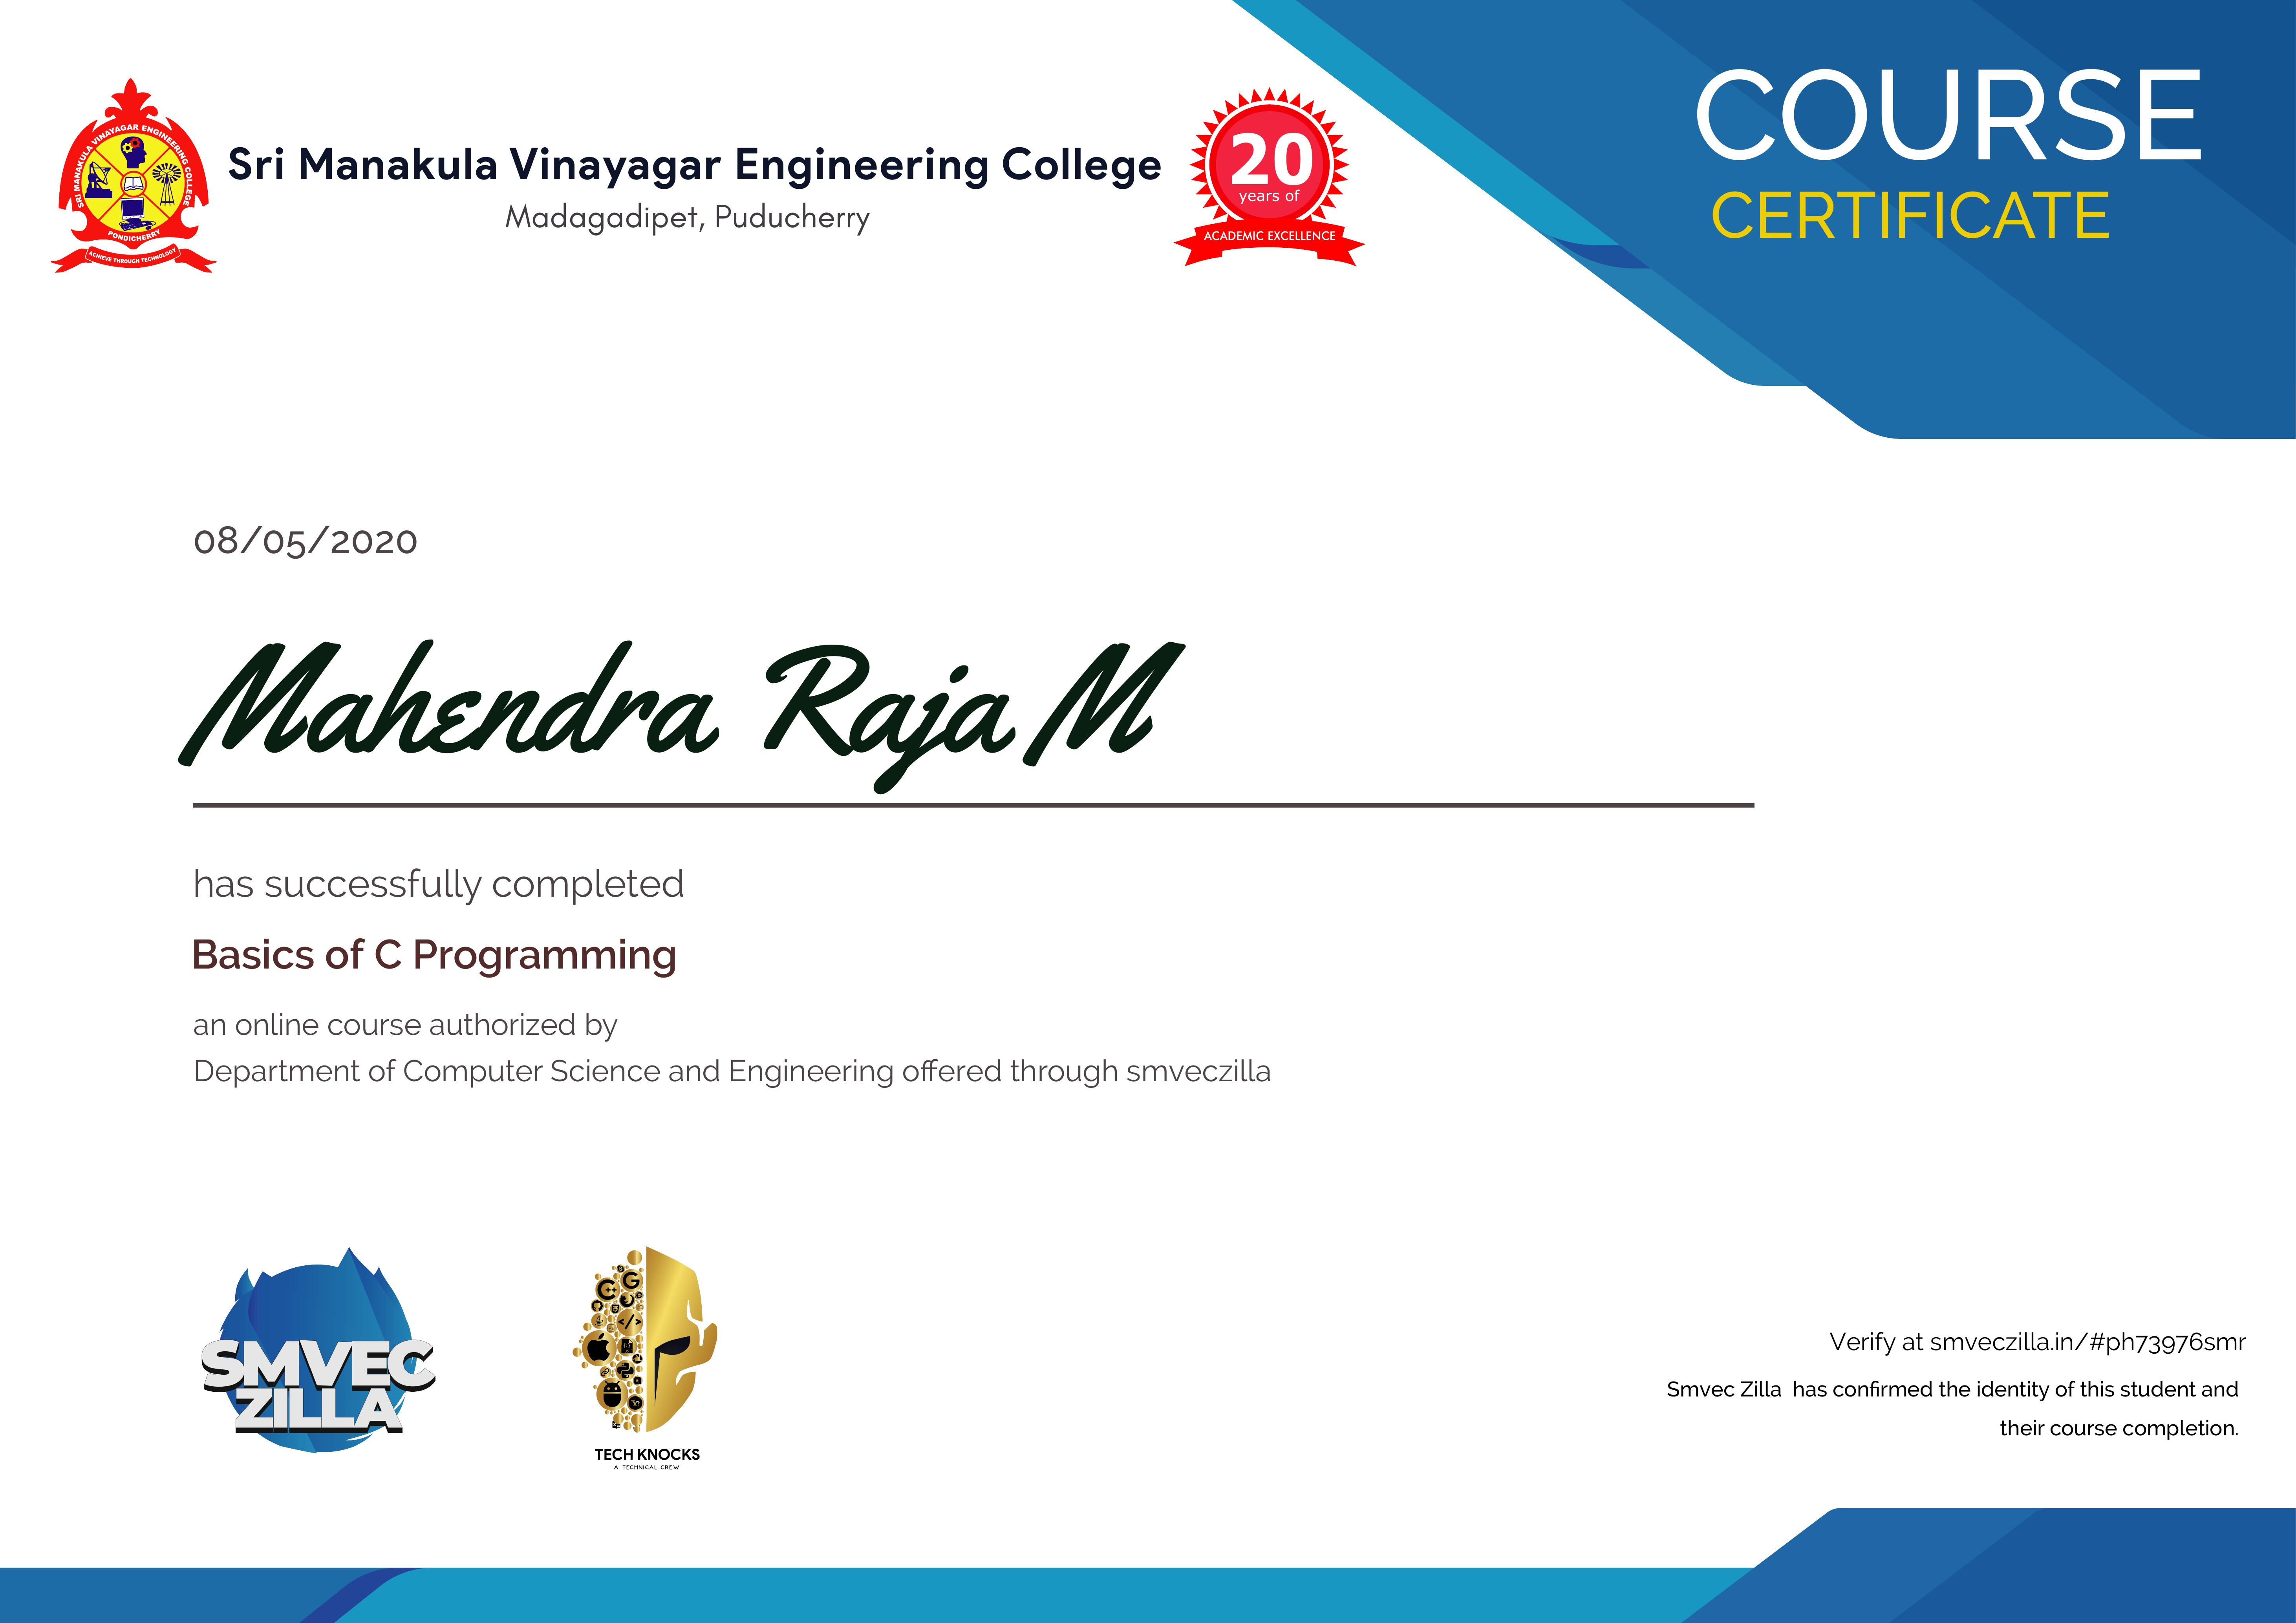 COURSE
CERTIFICATE
SRI MANAKULA VINAYAGAR ENGINEERING COLLEGE
PONDICHERRY
ACHIEVE THROUGH TECHNOLOGY
Sri Manakula Vinayagar Engineering College
Madagadipet, Puducherry
20
years of
ACADEMIC EXCELLENCE
08/05/2020
Mahendra Raja M
has successfully completed
Basics of C Programming
an online course authorized by
Department of Computer Science and Engineering offered through smveczilla
SMVEC
ZILLA
C
G
</>
TECH KNOCKS
A TECHNICAL CREW
Verify at smveczilla.in/#ph73976smr
Smvec Zilla has confirmed the identity of this student and
their course completion.